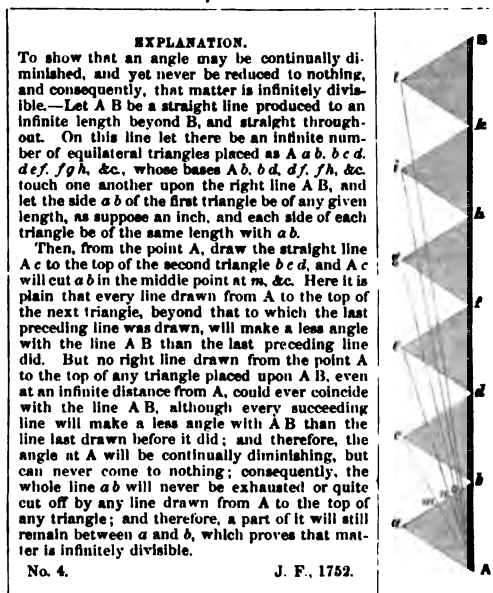 EXPLANATION.
To show that an angle may be continually di-
minished, and yet never be reduced to nothing,
and consequently, that matter is infinitely divis-
ible.—Let A B be a straight line produced to an
infinite length beyond B, and straight through-
out. On this line let there be an infinite num-
ber of equilateral triangles placed as A a b. b c d.
d e f. f g h, &c., whose bases A b, b d, d f. f h, &c.
touch one another upon the right line A B, and
let the side a b of the first triangle be of any given
length, as suppose an inch, and each side of each
triangle be of the same length with a b.
Then, from the point A, draw the straight line
A c to the top of the second triangle b c d, and A c
will cut a b in the middle point at m, &c. Here it is
plain that every line drawn from A to the top of
the next triangle, beyond that to which the last
preceding line was drawn, will make a less angle
with the line A B than the last preceding line
did. But no right line drawn from the point A
to the top of any triangle placed upon A B, even
at an infinite distance from A, could ever coincide
with the line A B, although every succeeding
line will make a less angle with A B than the
line last drawn before it did; and therefore, the
angle at A will be continually diminishing, but
can never come to nothing; consequently, the
whole line a b will never be exhausted or quite
cut off by any line drawn from A to the top of
any triangle; and therefore, a part of it will still
remain between a and b, which proves that mat-
ter is infinitely divisible.
No. 4. J. F., 1752.
B
l
k
i
h
g
f
e
d
c
b
m
n
a
A